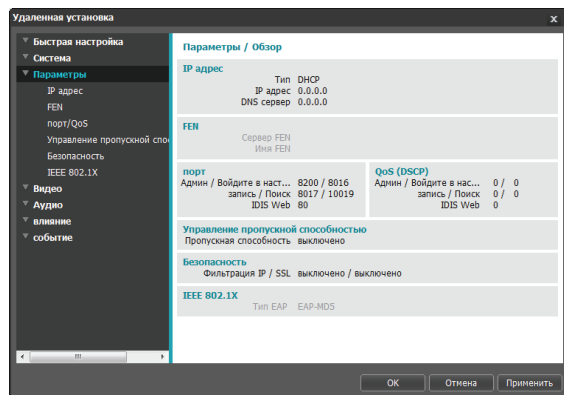 Удаленная установка
x
Быстрая настройка
Система
Параметры
IP адрес
FEN
порт/QoS
Управление пропускной спо
Безопасность
IEEE 802.1X
Видео
Аудио
влияние
событие
Параметры / Обзор
IP адрес
Тип DHCP
IP адрес 0.0.0.0
DNS сервер 0.0.0.0
FEN
Сервер FEN
Имя FEN
порт
Админ / Войдите в наст... 8200 / 8016
запись / Поиск 8017 / 10019
IDIS Web 80
QoS (DSCP)
Админ / Войдите в нас... 0 / 0
запись / Поиск 0 / 0
IDIS Web 0
Управление пропускной способностью
Пропускная способность выключено
Безопасность
Фильтрация IP / SSL выключено / выключено
IEEE 802.1X
Тип EAP EAP-MD5
OK Отмена Применить